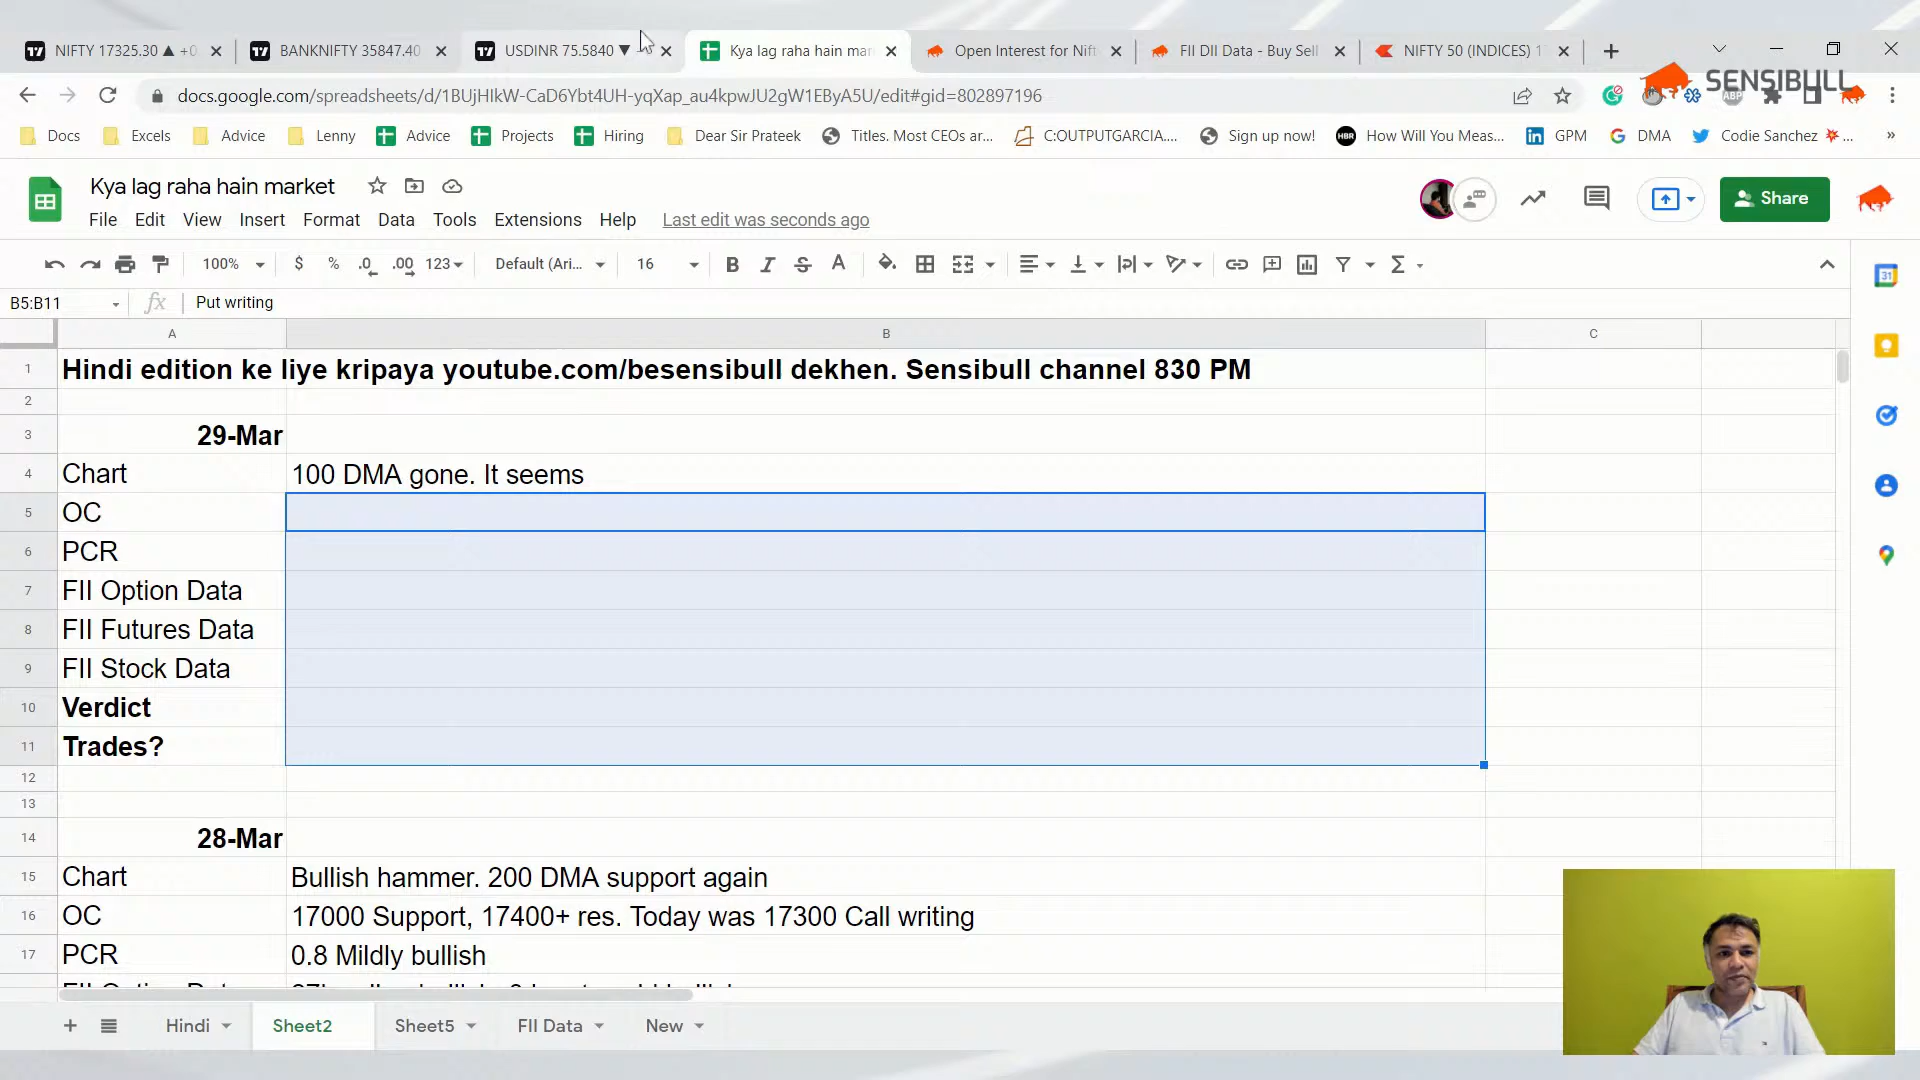 NIFTY 17325.30 ▲ +0
BANKNIFTY 35847.40
USDINR 75.5840 ▼
Kya lag raha hain mar
Open Interest for Nift
FII DII Data - Buy Sell
NIFTY 50 (INDICES) 1
docs.google.com/spreadsheets/d/1BUjHIkW-CaD6Ybt4UH-yqXap_au4kpwJU2gW1EByA5U/edit#gid=802897196
SENSIBULL
Docs
Excels
Advice
Lenny
Advice
Projects
Hiring
Dear Sir Prateek
Titles. Most CEOs ar...
C:OUTPUTGARCIA....
Sign up now!
HBR
How Will You Meas...
GPM
DMA
Codie Sanchez
Kya lag raha hain market
File Edit View Insert Format Data Tools Extensions Help Last edit was seconds ago
Share
100% $ % .0 .00 123 Default (Ari... 16 B I S A
B5:B11 fx Put writing
A B C
1 Hindi edition ke liye kripaya youtube.com/besensibull dekhen. Sensibull channel 830 PM
2
3 29-Mar
4 Chart 100 DMA gone. It seems
5 OC
6 PCR
7 FII Option Data
8 FII Futures Data
9 FII Stock Data
10 Verdict
11 Trades?
12
13
14 28-Mar
15 Chart Bullish hammer. 200 DMA support again
16 OC 17000 Support, 17400+ res. Today was 17300 Call writing
17 PCR 0.8 Mildly bullish
Hindi Sheet2 Sheet5 FII Data New